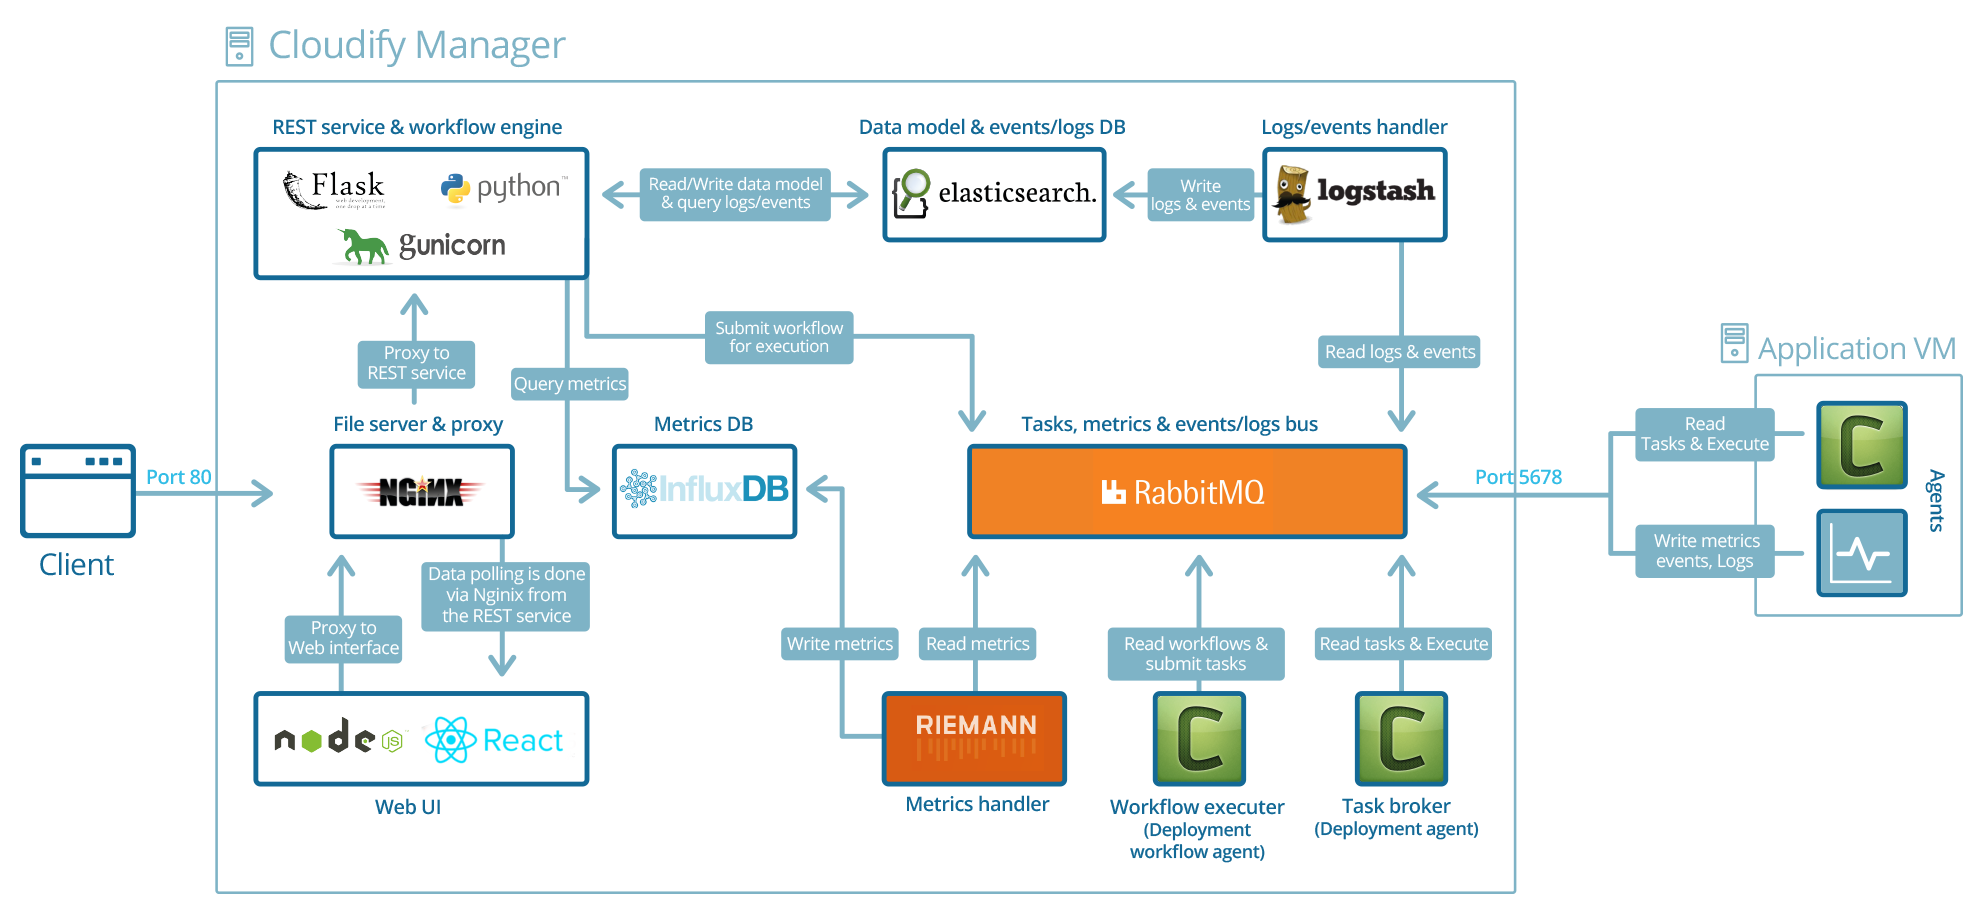 Cloudify Manager
REST service & workflow engine
Data model & events/logs DB
Logs/events handler
Flask
web development,
one drop at a time
python™
gunicorn
Read/Write data model
& query logs/events
elasticsearch.
Write
logs & events
logstash
Submit workflow
for execution
Proxy to
REST service
Query metrics
Read logs & events
Application VM
File server & proxy
Metrics DB
Tasks, metrics & events/logs bus
Read
Tasks & Execute
C
Agents
Port 80
NGINX
InfluxDB
RabbitMQ
Port 5678
Client
Write metrics
events, Logs
Data polling is done
via Nginix from
the REST service
Proxy to
Web interface
Write metrics
Read metrics
Read workflows &
submit tasks
Read tasks & Execute
node JS
React
RIEMANN
C
C
Web UI
Metrics handler
Workflow executer
(Deployment
workflow agent)
Task broker
(Deployment agent)